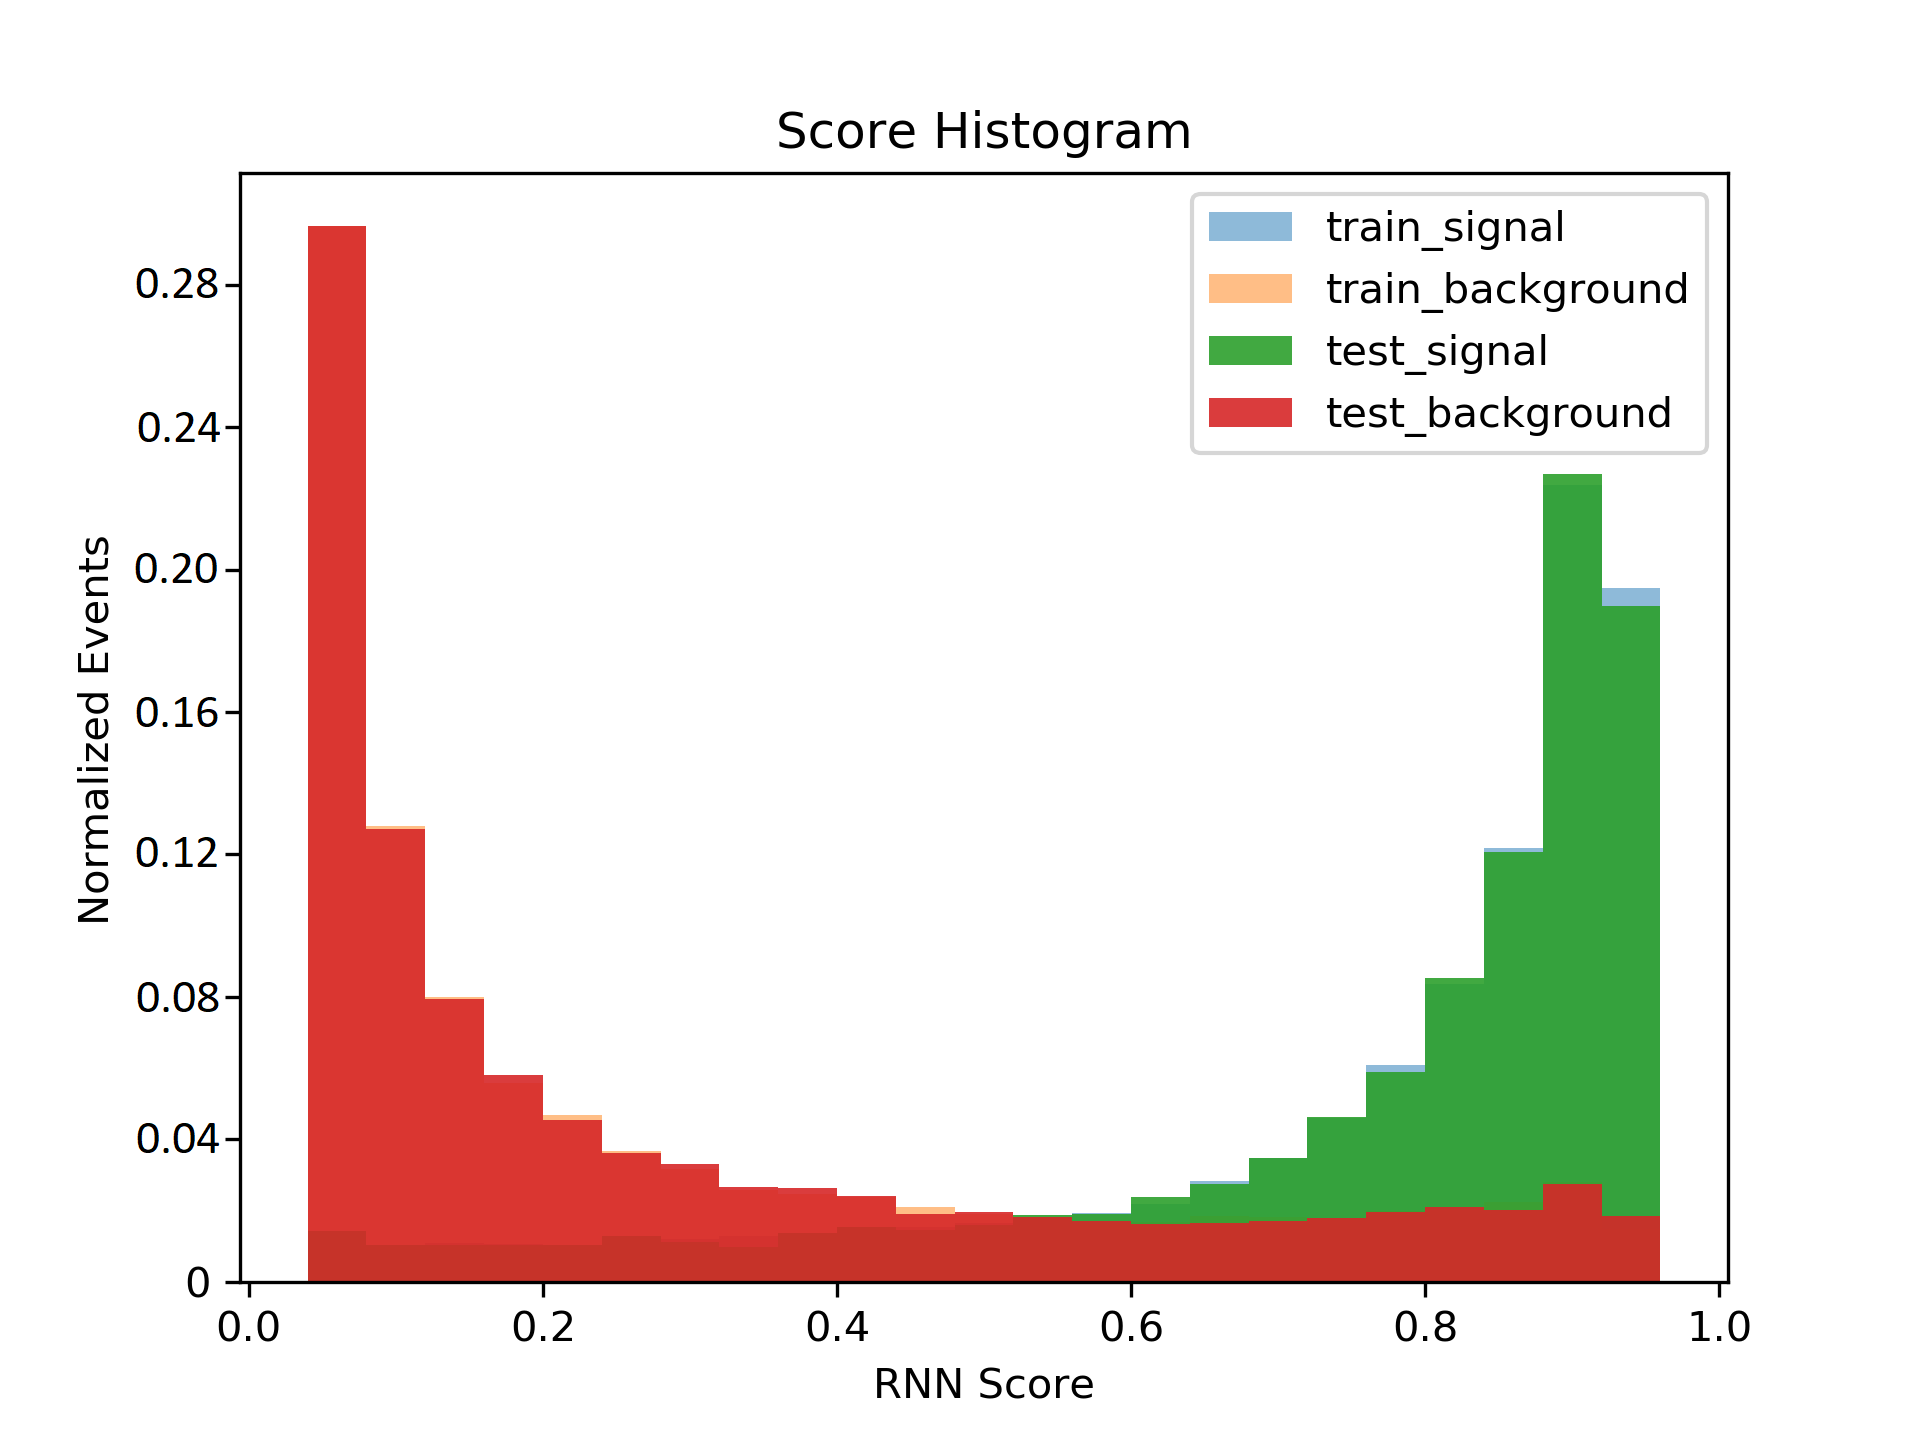 Score Histogram
train_signal
train_background
test_signal
test_background
Normalized Events
0.28
0.24
0.20
0.16
0.12
0.08
0.04
0
0.0 0.2 0.4 0.6 0.8 1.0
RNN Score